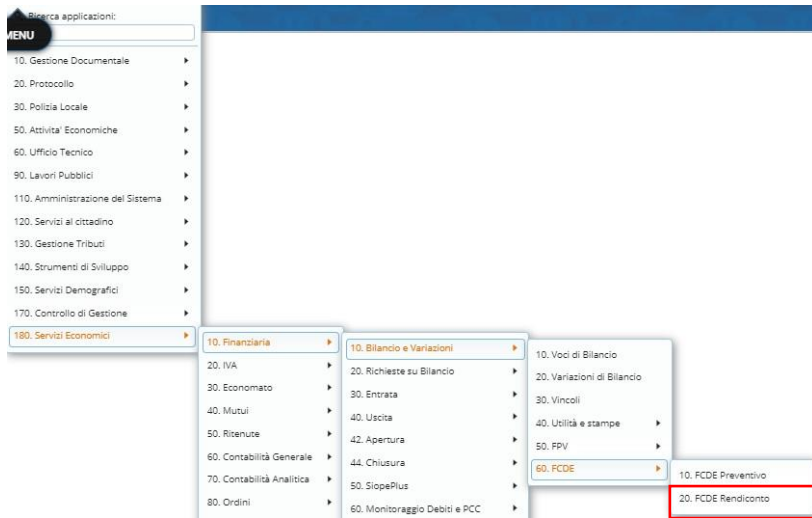 Ricerca applicazioni:
MENU
10. Gestione Documentale
20. Protocollo
30. Polizia Locale
50. Attivita' Economiche
60. Ufficio Tecnico
90. Lavori Pubblici
110. Amministrazione del Sistema
120. Servizi al cittadino
130. Gestione Tributi
140. Strumenti di Sviluppo
150. Servizi Demografici
170. Controllo di Gestione
180. Servizi Economici
10. Finanziaria
20. IVA
30. Economato
40. Mutui
50. Ritenute
60. Contabilità Generale
70. Contabilità Analitica
80. Ordini
10. Bilancio e Variazioni
20. Richieste su Bilancio
30. Entrata
40. Uscita
42. Apertura
44. Chiusura
50. SiopePlus
60. Monitoraggio Debiti e PCC
10. Voci di Bilancio
20. Variazioni di Bilancio
30. Vincoli
40. Utilità e stampe
50. FPV
60. FCDE
10. FCDE Preventivo
20. FCDE Rendiconto